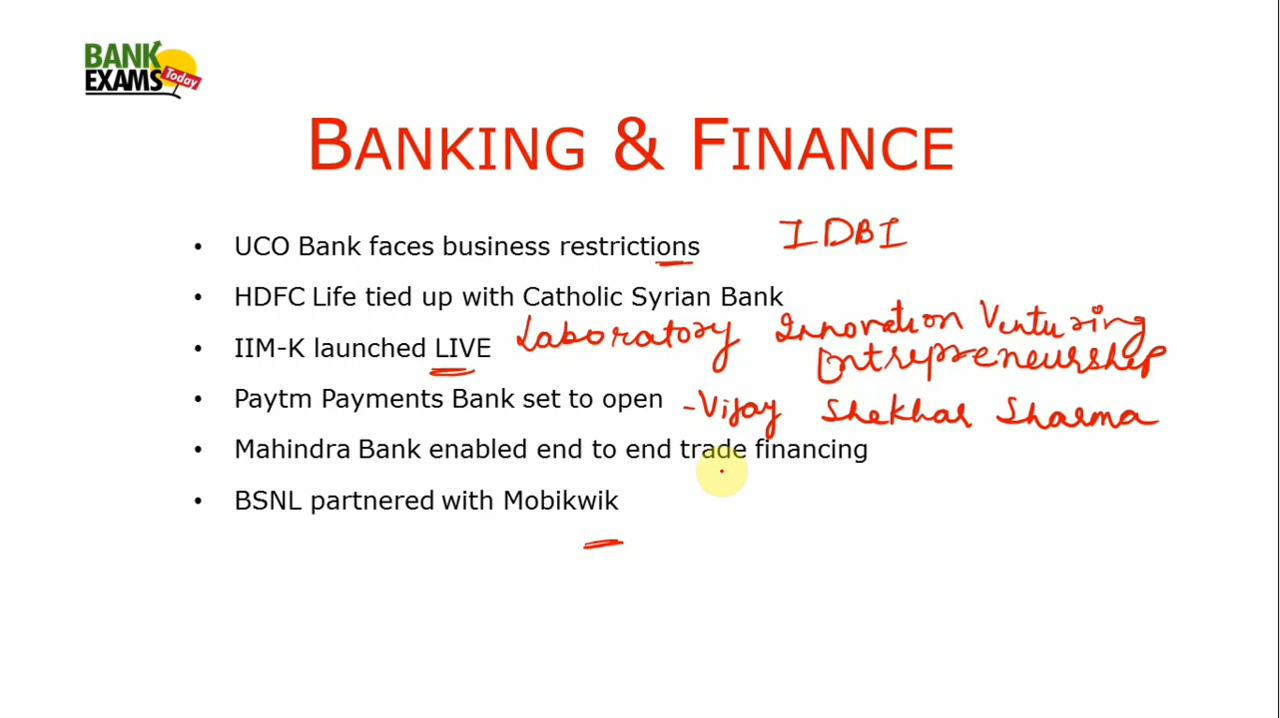 BANK
EXAMS Today
BANKING & FINANCE
• UCO Bank faces business restrictions IDBI
• HDFC Life tied up with Catholic Syrian Bank
• IIM-K launched LIVE Laboratory Innovation Venturing
Entrepreneurship
• Paytm Payments Bank set to open - Vijay Shekhar Sharma
• Mahindra Bank enabled end to end trade financing
• BSNL partnered with Mobikwik